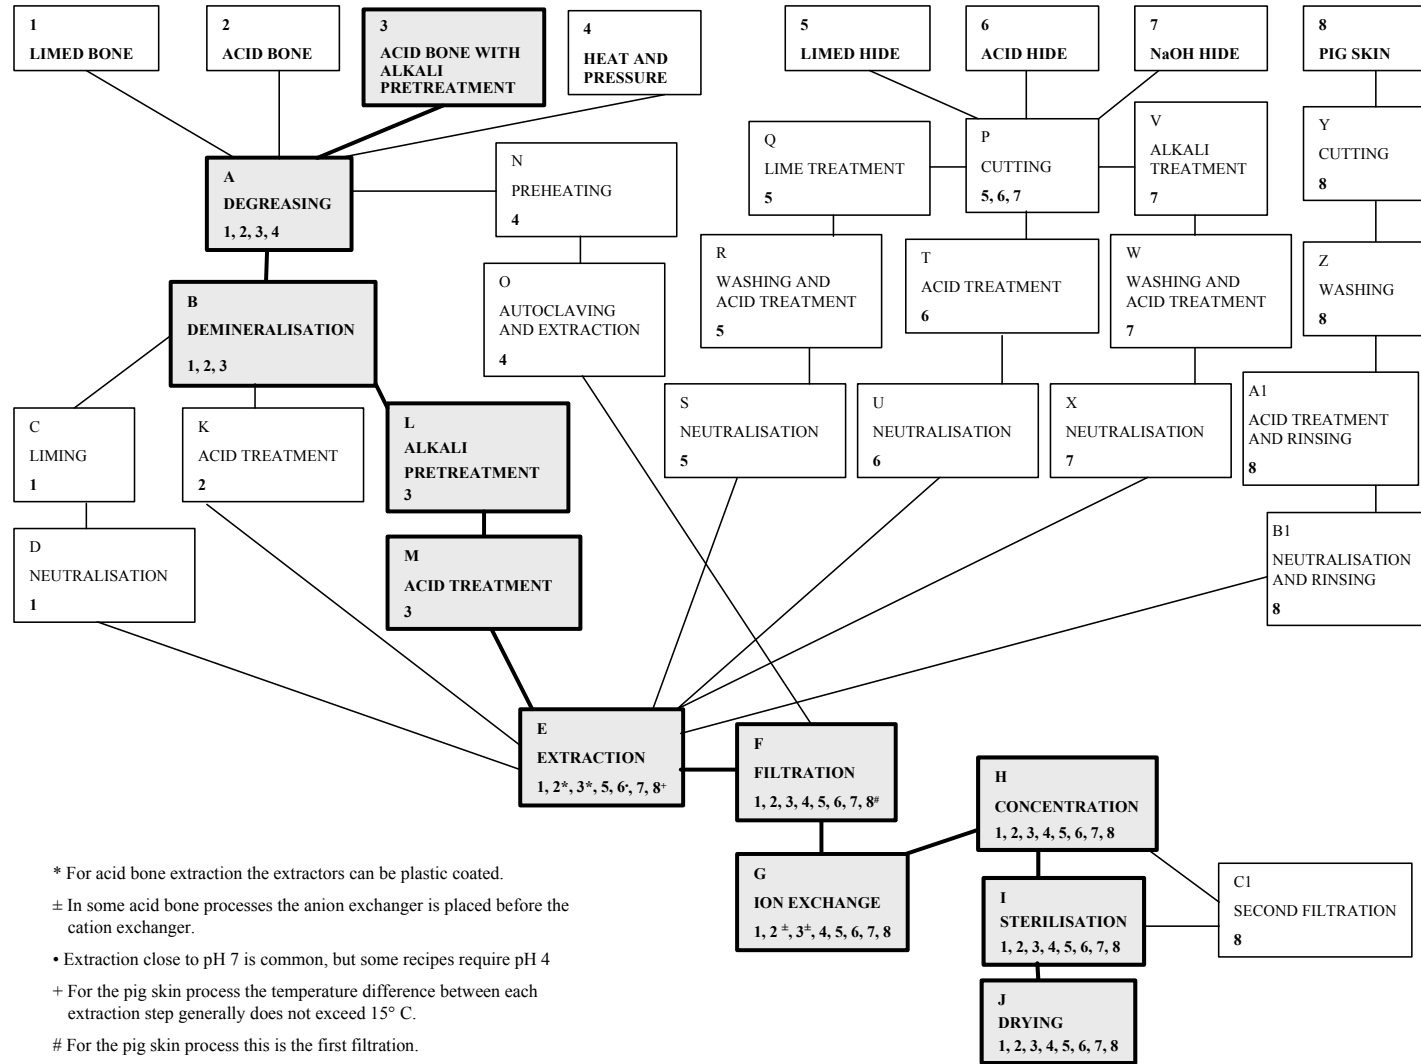 1
LIMED BONE
2
ACID BONE
3
ACID BONE WITH
ALKALI
PRETREATMENT
4
HEAT AND
PRESSURE
5
LIMED HIDE
6
ACID HIDE
7
NaOH HIDE
8
PIG SKIN
A
DEGREASING
1, 2, 3, 4
N
PREHEATING
4
Q
LIME TREATMENT
5
P
CUTTING
5, 6, 7
V
ALKALI
TREATMENT
7
Y
CUTTING
8
B
DEMINERALISATION
1, 2, 3
O
AUTOCLAVING
AND EXTRACTION
4
R
WASHING AND
ACID TREATMENT
5
T
ACID TREATMENT
6
W
WASHING AND
ACID TREATMENT
7
Z
WASHING
8
C
LIMING
1
K
ACID TREATMENT
2
L
ALKALI
PRETREATMENT
3
S
NEUTRALISATION
5
U
NEUTRALISATION
6
X
NEUTRALISATION
7
A1
ACID TREATMENT
AND RINSING
8
D
NEUTRALISATION
1
M
ACID TREATMENT
3
B1
NEUTRALISATION
AND RINSING
8
E
EXTRACTION
1, 2*, 3*, 5, 6•, 7, 8+
F
FILTRATION
1, 2, 3, 4, 5, 6, 7, 8#
H
CONCENTRATION
1, 2, 3, 4, 5, 6, 7, 8
G
ION EXCHANGE
1, 2 ±, 3±, 4, 5, 6, 7, 8
I
STERILISATION
1, 2, 3, 4, 5, 6, 7, 8
C1
SECOND FILTRATION
8
J
DRYING
1, 2, 3, 4, 5, 6, 7, 8
* For acid bone extraction the extractors can be plastic coated.
± In some acid bone processes the anion exchanger is placed before the
cation exchanger.
• Extraction close to pH 7 is common, but some recipes require pH 4
+ For the pig skin process the temperature difference between each
extraction step generally does not exceed 15° C.
# For the pig skin process this is the first filtration.